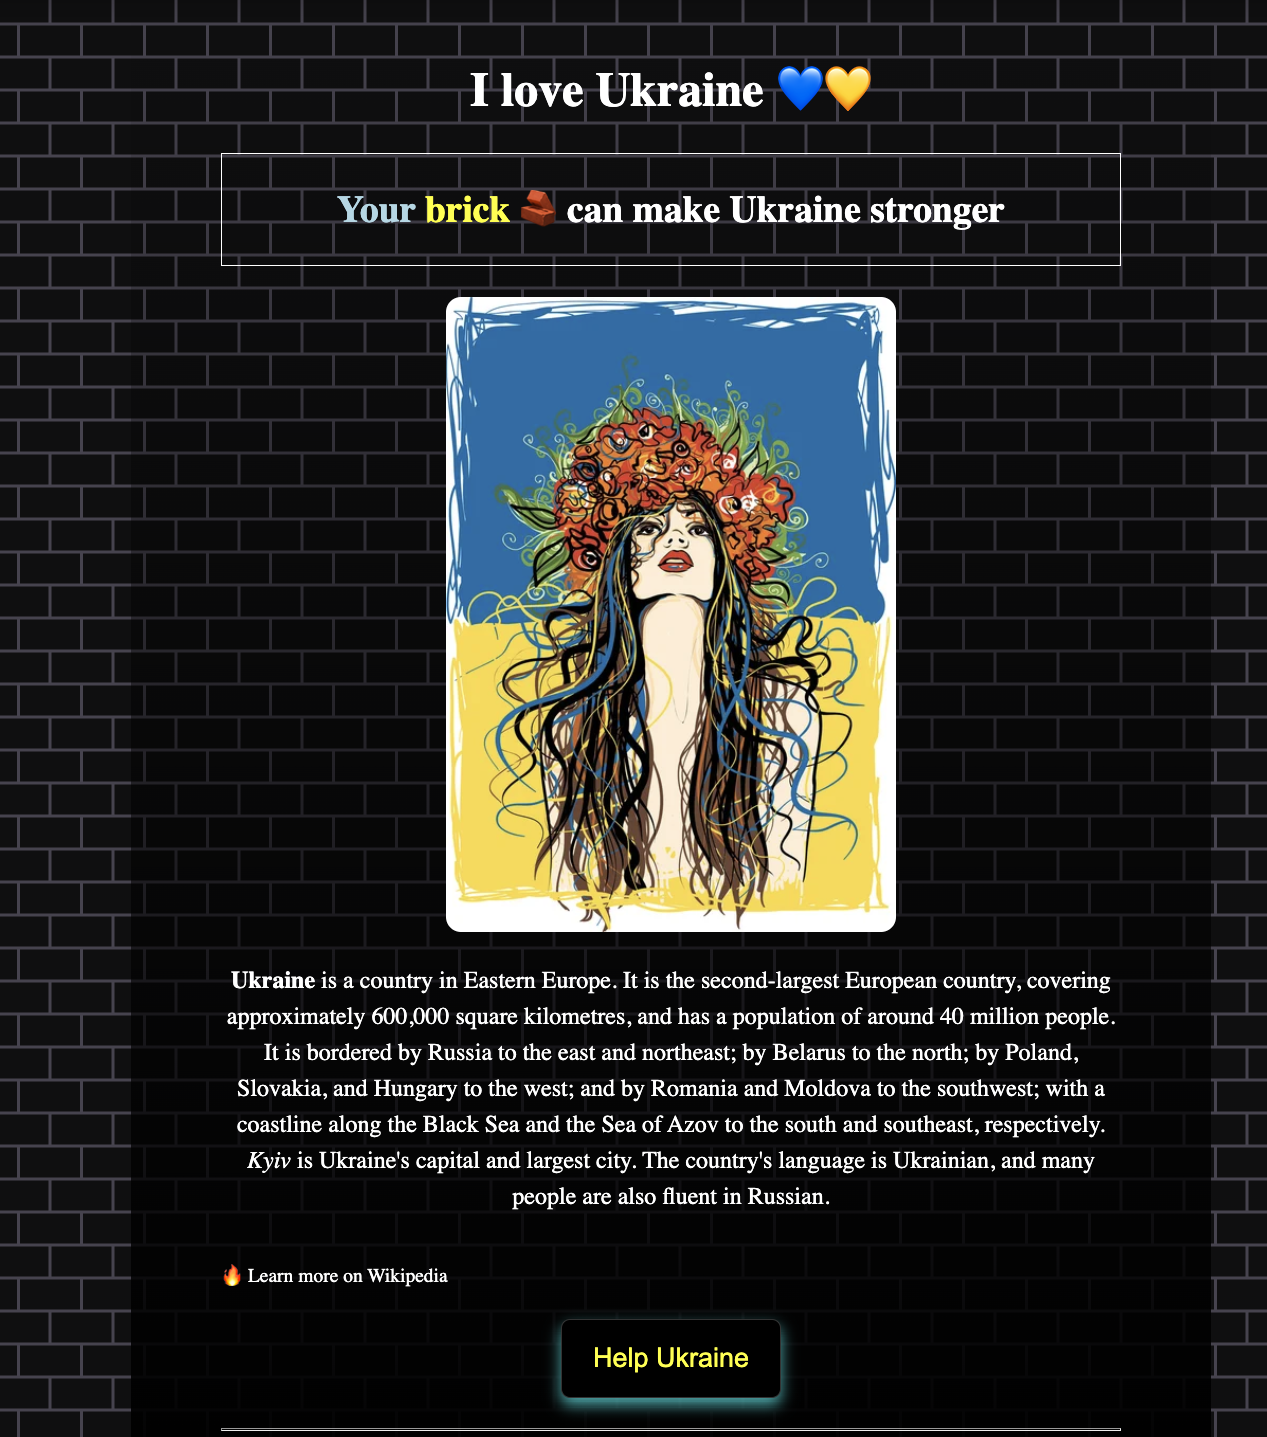 I love Ukraine 💙💛
Your brick 🧱 can make Ukraine stronger
Ukraine is a country in Eastern Europe. It is the second-largest European country, covering
approximately 600,000 square kilometres, and has a population of around 40 million people.
It is bordered by Russia to the east and northeast; by Belarus to the north; by Poland,
Slovakia, and Hungary to the west; and by Romania and Moldova to the southwest; with a
coastline along the Black Sea and the Sea of Azov to the south and southeast, respectively.
Kyiv is Ukraine's capital and largest city. The country's language is Ukrainian, and many
people are also fluent in Russian.
🔥 Learn more on Wikipedia
Help Ukraine